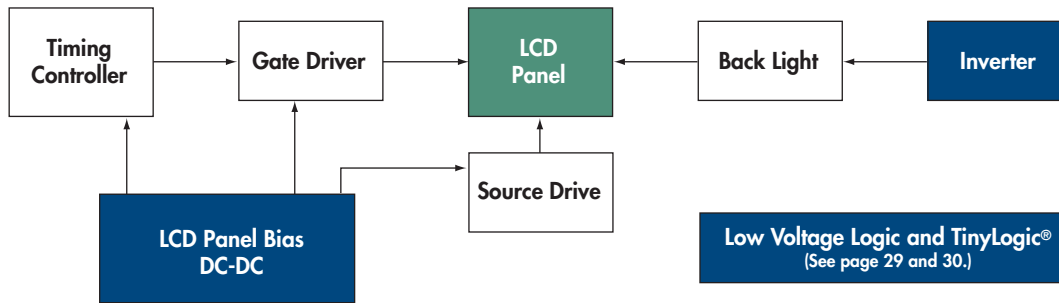 Timing
Controller
Gate Driver
LCD
Panel
Back Light
Inverter
Source Drive
LCD Panel Bias
DC-DC
Low Voltage Logic and TinyLogic®
(See page 29 and 30.)